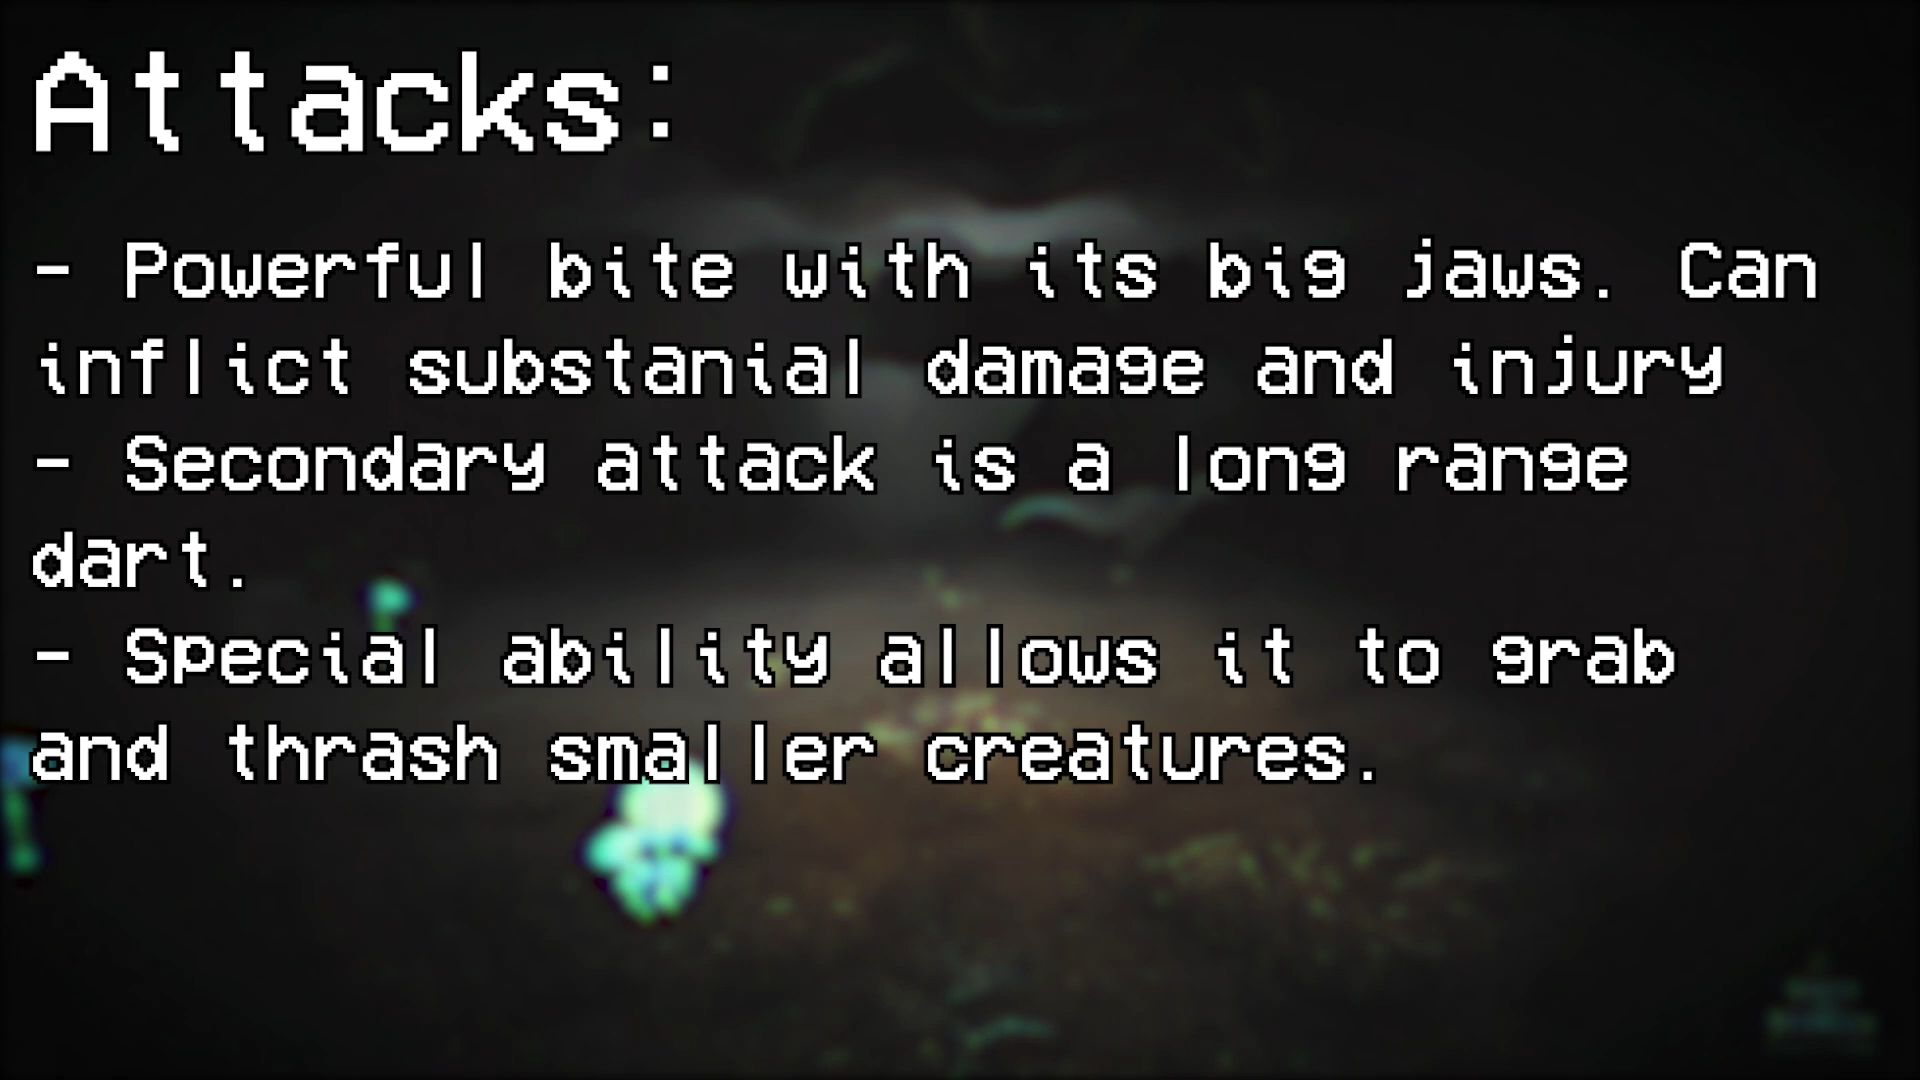 Attacks:
- Powerful bite with its big jaws. Can
inflict substanial damage and injury
- Secondary attack is a long range
dart.
- Special ability allows it to grab
and thrash smaller creatures.